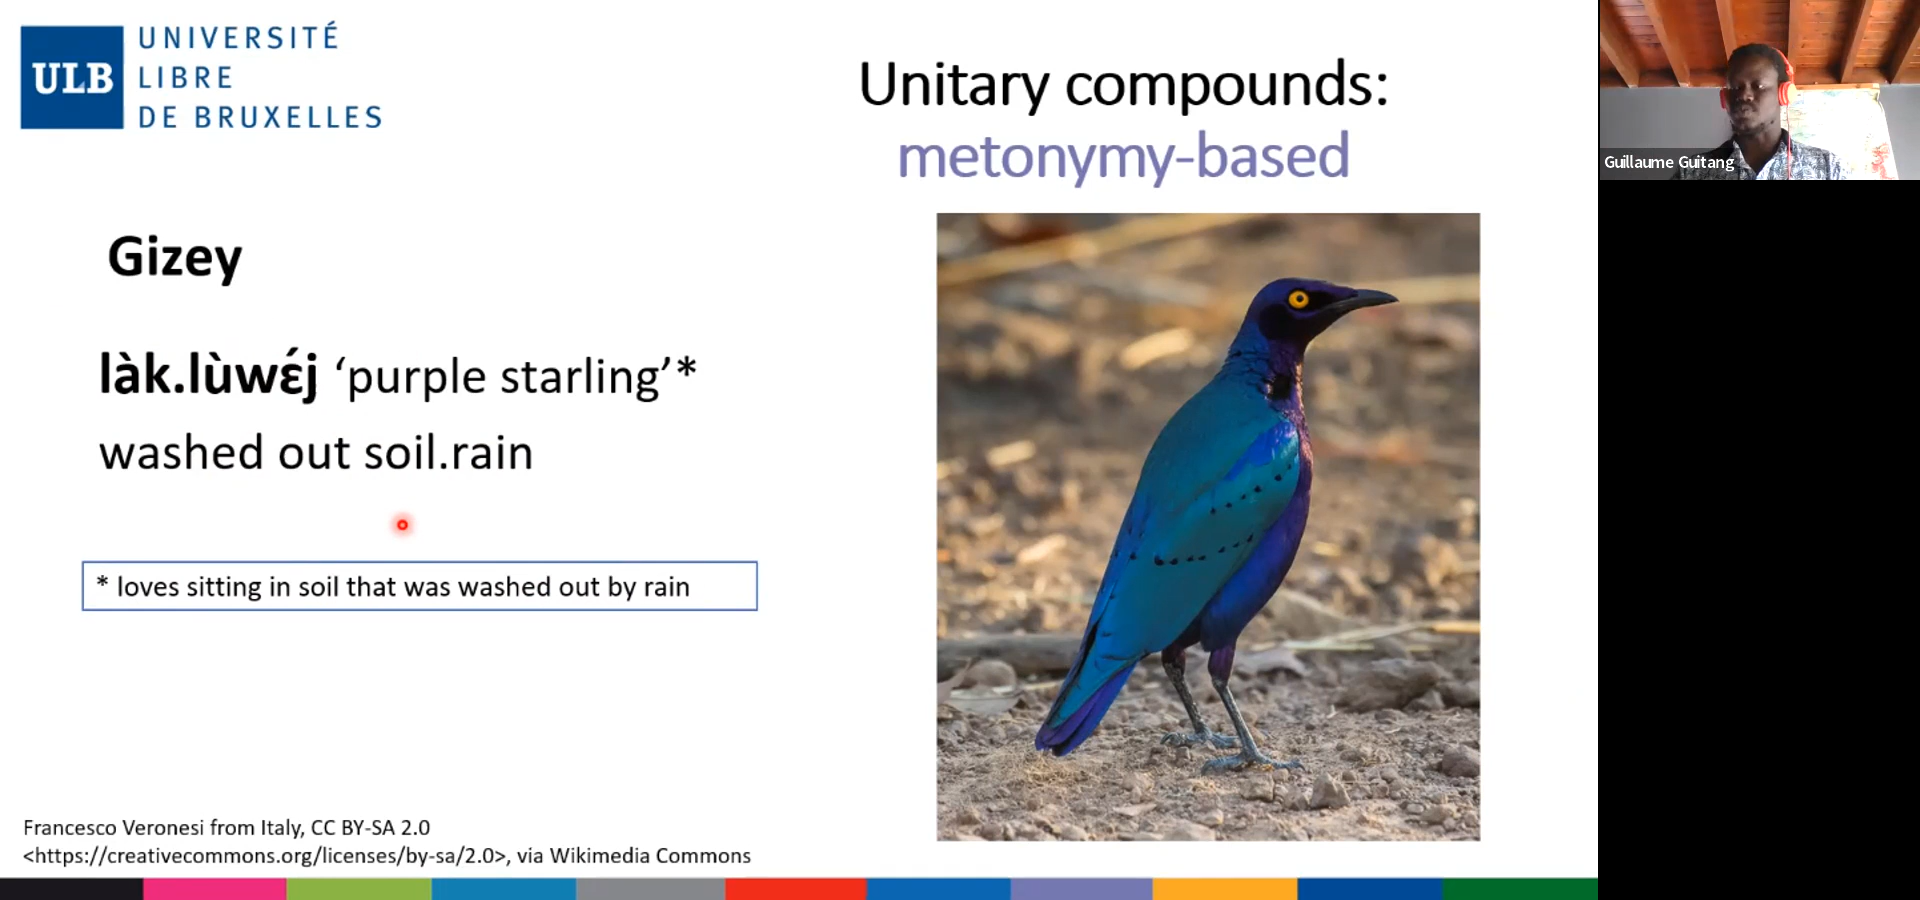 ULB
UNIVERSITÉ
LIBRE
DE BRUXELLES
Unitary compounds:
metonymy-based
Gizey
làk.lùwɛ́j ‘purple starling’*
washed out soil.rain
* loves sitting in soil that was washed out by rain
Francesco Veronesi from Italy, CC BY-SA 2.0
<https://creativecommons.org/licenses/by-sa/2.0>, via Wikimedia Commons
Guillaume Guitang